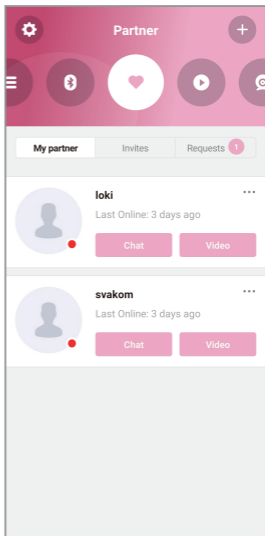 Partner
My partner
Invites
Requests 1
loki
Last Online: 3 days ago
Chat
Video
svakom
Last Online: 3 days ago
Chat
Video